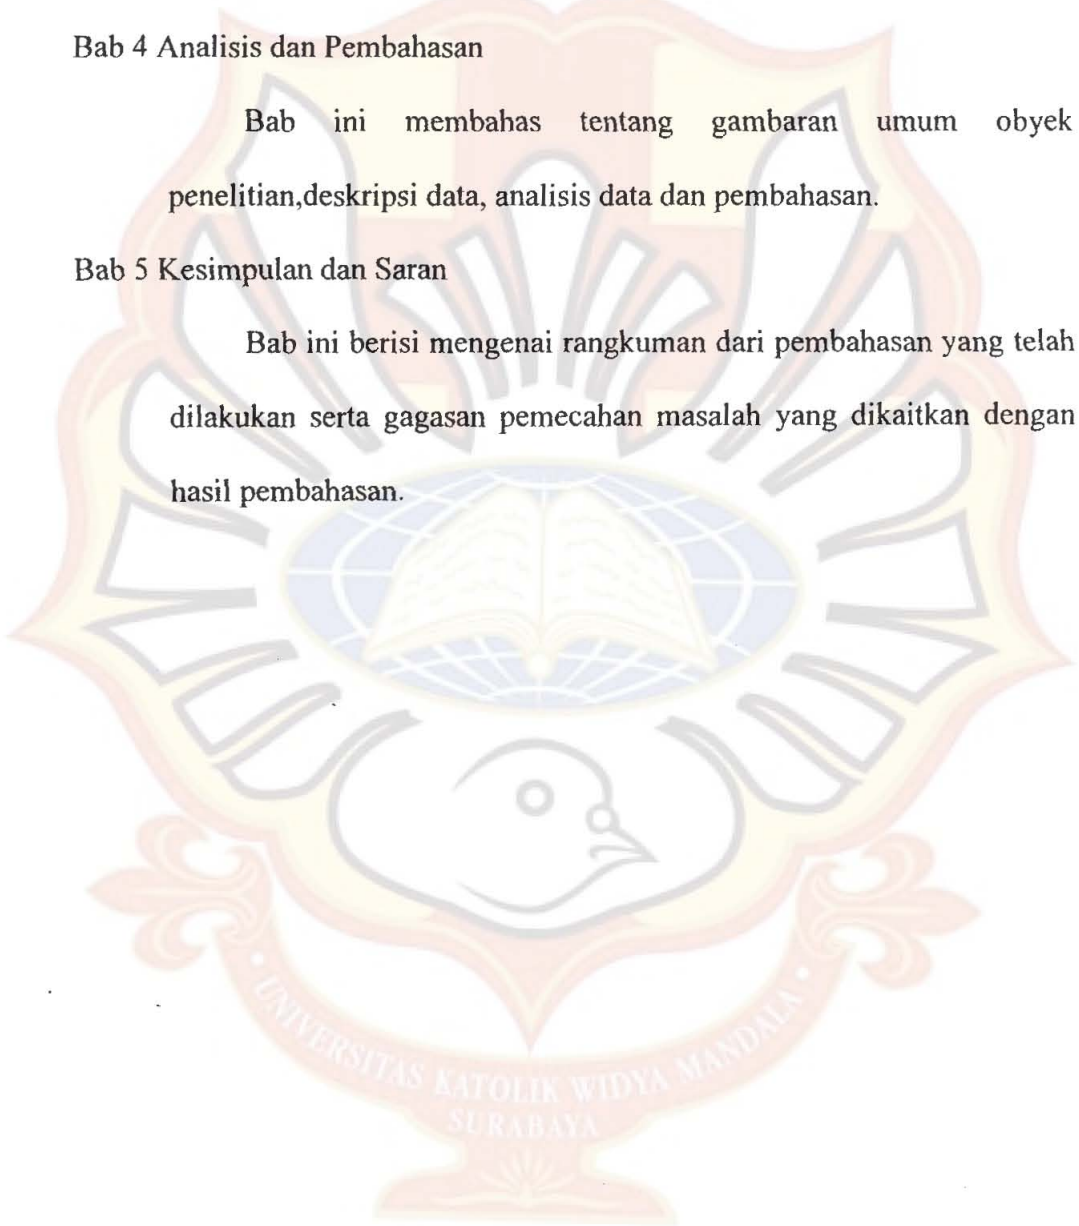 Bab 4 Analisis dan Pembahasan
Bab ini membahas tentang gambaran umum obyek
penelitian,deskripsi data, analisis data dan pembahasan.
Bab 5 Kesimpulan dan Saran
Bab ini berisi mengenai rangkuman dari pembahasan yang telah
dilakukan serta gagasan pemecahan masalah yang dikaitkan dengan
hasil pembahasan.
UNIVERSITAS KATOLIK WIDYA MANDALA
SURABAYA